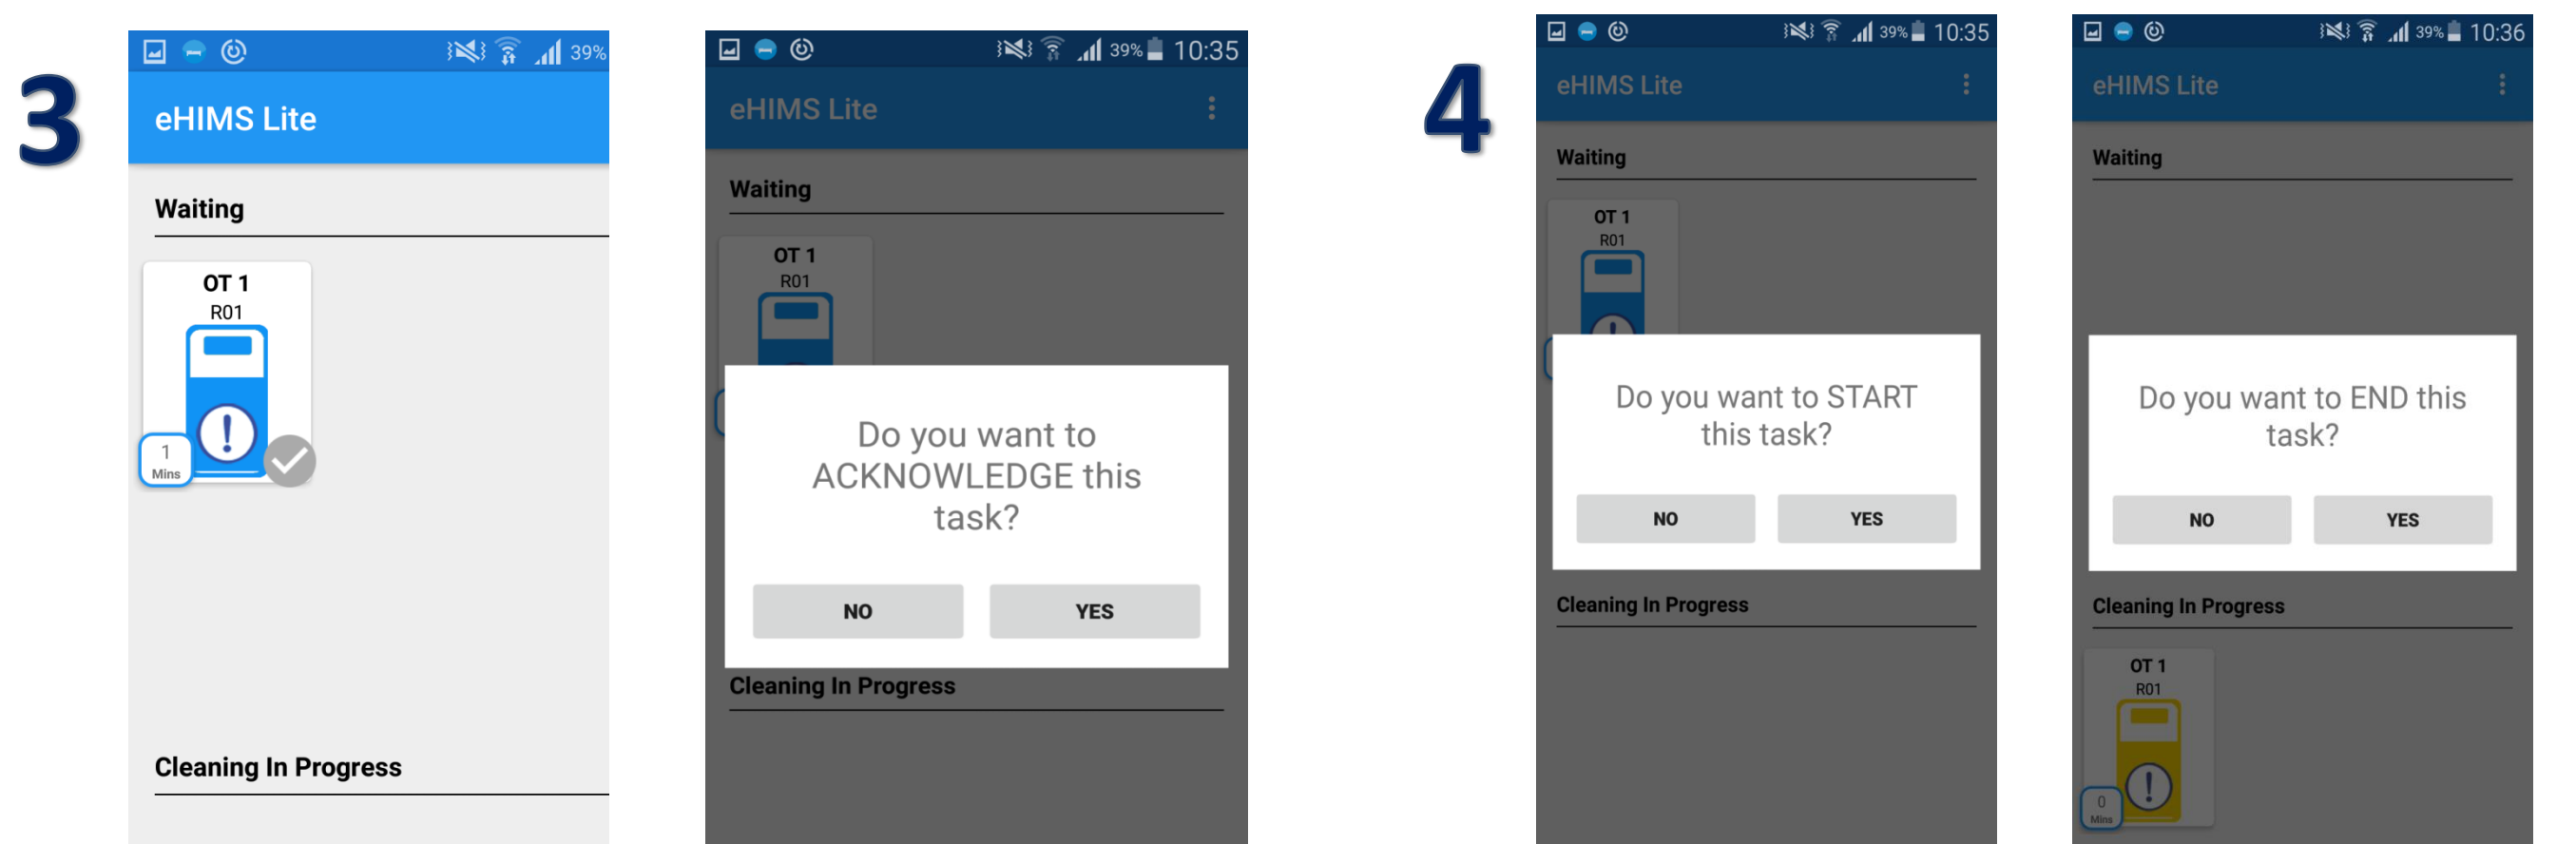 3
39%
eHIMS Lite
Waiting
OT 1
R01
!
1
Mins
Cleaning In Progress
39% 10:35
eHIMS Lite
Waiting
OT 1
R01
Do you want to
ACKNOWLEDGE this
task?
NO YES
Cleaning In Progress
4
39% 10:35
eHIMS Lite
Waiting
OT 1
R01
Do you want to START
this task?
NO YES
Cleaning In Progress
39% 10:36
eHIMS Lite
Waiting
Do you want to END this
task?
NO YES
Cleaning In Progress
OT 1
R01
!
0
Mins